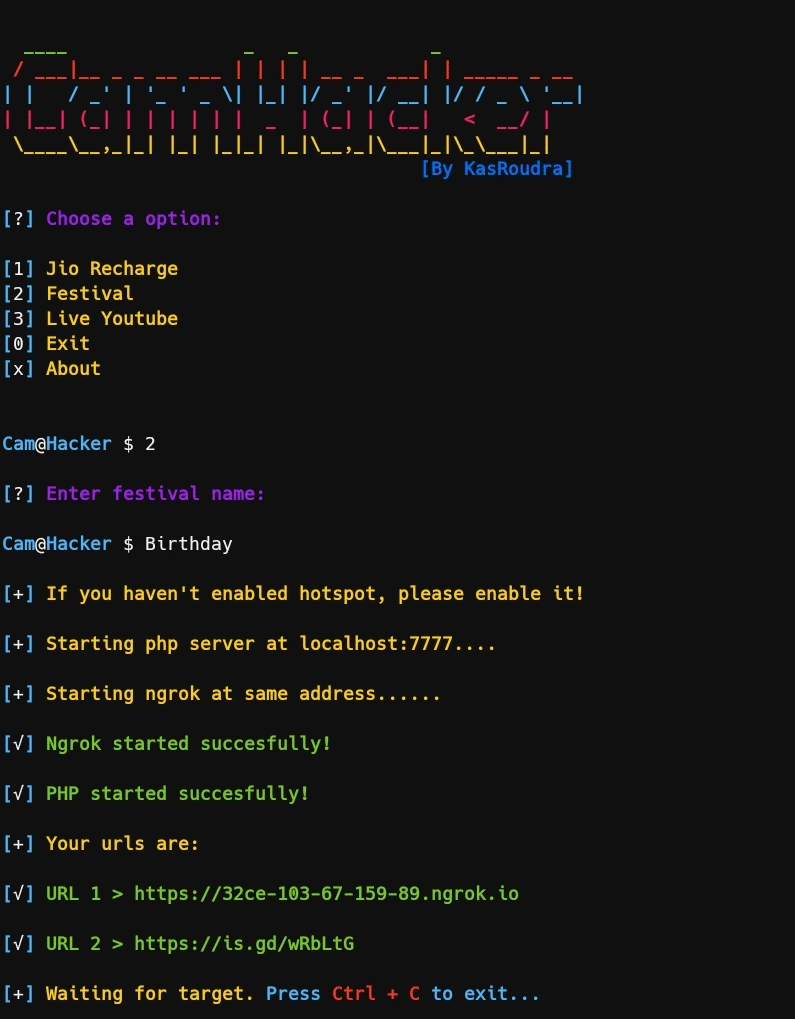 CamHacker
[By KasRoudra]
[?] Choose a option:
[1] Jio Recharge
[2] Festival
[3] Live Youtube
[0] Exit
[x] About
Cam@Hacker $ 2
[?] Enter festival name:
Cam@Hacker $ Birthday
[+] If you haven't enabled hotspot, please enable it!
[+] Starting php server at localhost:7777....
[+] Starting ngrok at same address......
[√] Ngrok started succesfully!
[√] PHP started succesfully!
[+] Your urls are:
[√] URL 1 > https://32ce-103-67-159-89.ngrok.io
[√] URL 2 > https://is.gd/wRbLtG
[+] Waiting for target. Press Ctrl + C to exit...